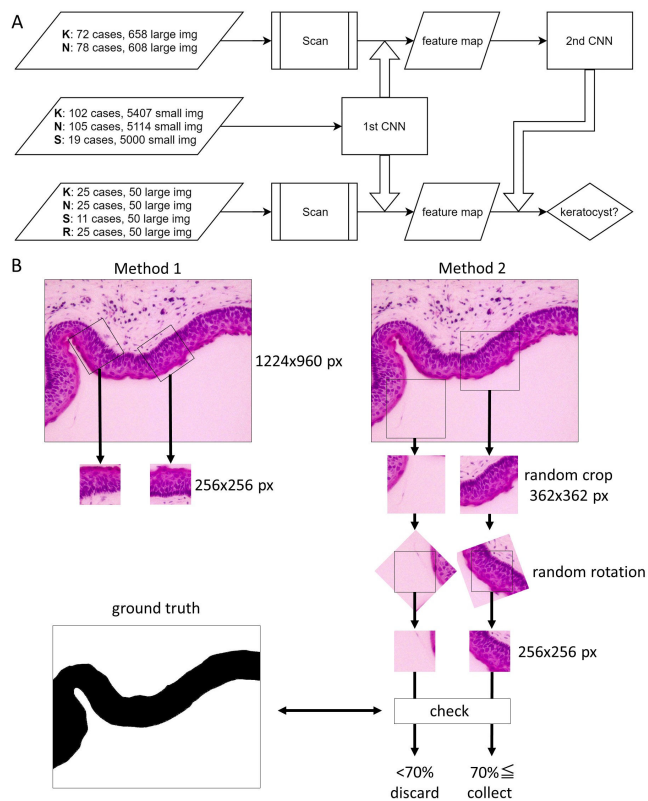 A
K: 72 cases, 658 large img
N: 78 cases, 608 large img
Scan
feature map
2nd CNN
K: 102 cases, 5407 small img
N: 105 cases, 5114 small img
S: 19 cases, 5000 small img
1st CNN
K: 25 cases, 50 large img
N: 25 cases, 50 large img
S: 11 cases, 50 large img
R: 25 cases, 50 large img
Scan
feature map
keratocyst?
B
Method 1
Method 2
1224x960 px
256x256 px
random crop
362x362 px
random rotation
ground truth
256x256 px
check
<70%
discard
70%≦
collect